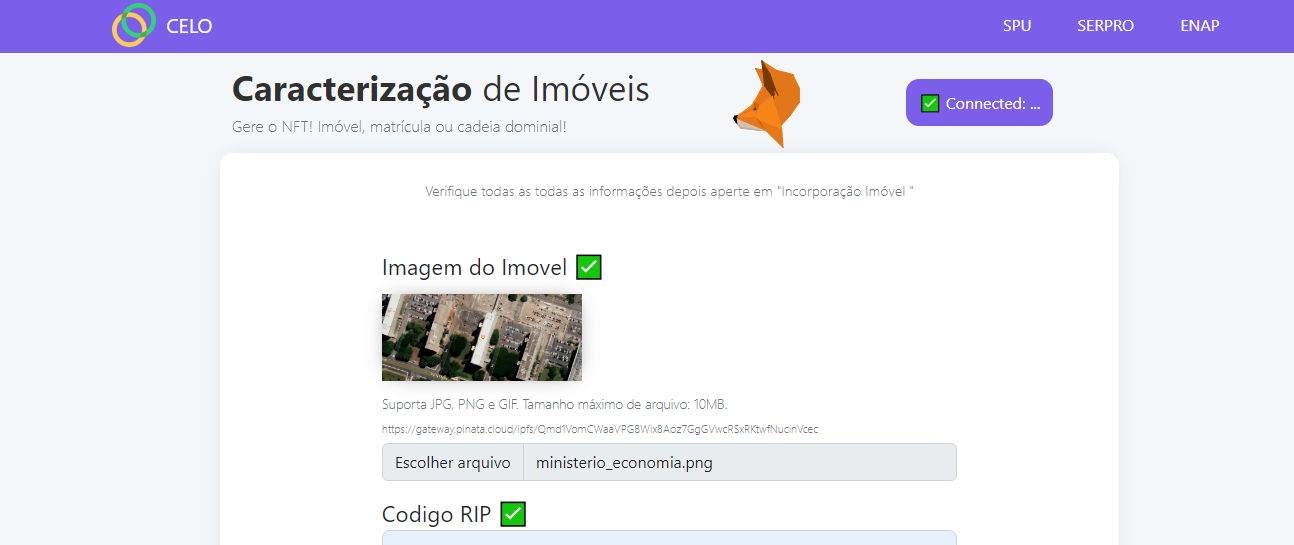 CELO SPU SERPRO ENAP
Caracterização de Imóveis
Connected: ...
Gere o NFT! Imóvel, matrícula ou cadeia dominial!
Verifique todas as todas as informações depois aperte em "Incorporação Imóvel "
Imagem do Imovel
Suporta JPG, PNG e GIF. Tamanho máximo de arquivo: 10MB.
https://gateway.pinata.cloud/ipfs/Qmd1VomCWaaVPG8Wix8Aoz7GgGVwcRSxRKtwfNucinVcec
Escolher arquivo ministerio_economia.png
Codigo RIP